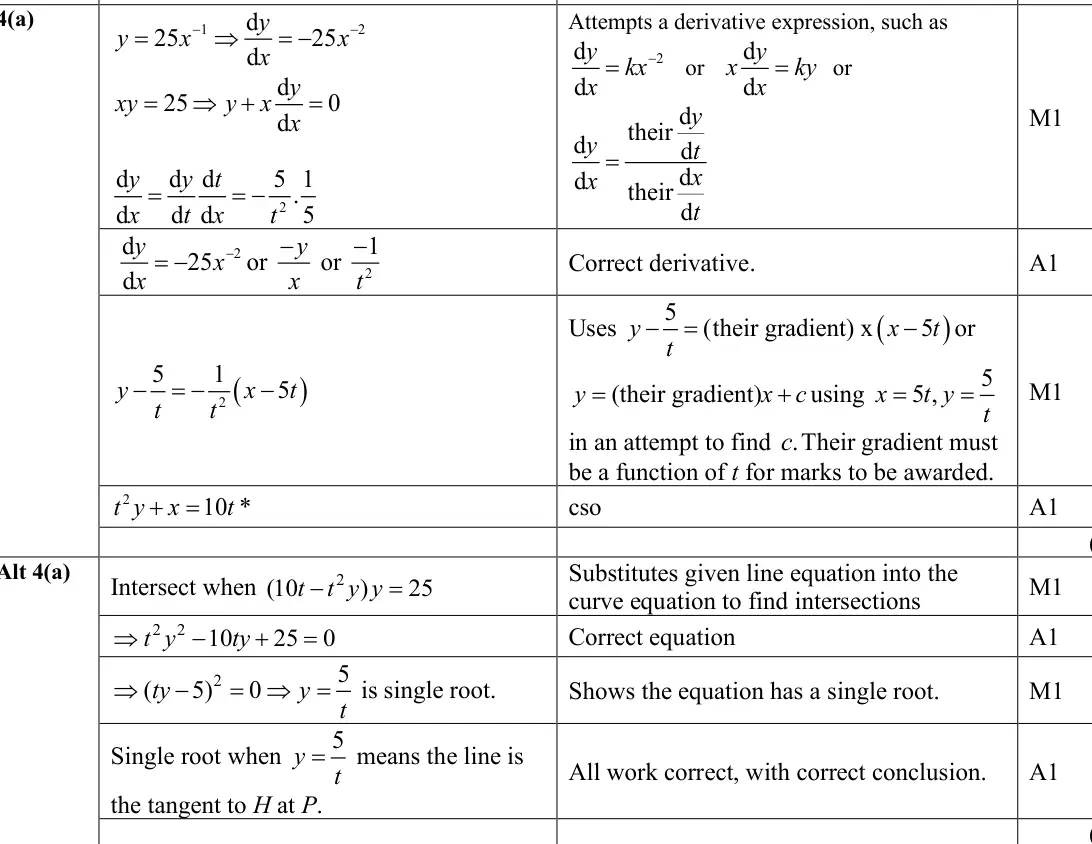 4(a)
y = 25x⁻¹ ⇒ dy/dx = −25x⁻²
xy = 25 ⇒ y + x dy/dx = 0
dy/dx = dy/dt dt/dx = −5/t² . 1/5
Attempts a derivative expression, such as
dy/dx = kx⁻² or x dy/dx = ky or
dy/dx = (their dy/dt)/(their dx/dt)
M1
dy/dx = −25x⁻² or −y/x or −1/t²
Correct derivative.
A1
y − 5/t = −1/t² (x − 5t)
Uses y − 5/t = (their gradient) x (x − 5t) or
y = (their gradient)x + c using x = 5t, y = 5/t
in an attempt to find c. Their gradient must
be a function of t for marks to be awarded.
M1
t²y + x = 10t *
cso
A1
(
Alt 4(a)
Intersect when (10t − t²y)y = 25
Substitutes given line equation into the
curve equation to find intersections
M1
⇒ t²y² − 10ty + 25 = 0
Correct equation
A1
⇒ (ty − 5)² = 0 ⇒ y = 5/t is single root.
Shows the equation has a single root.
M1
Single root when y = 5/t means the line is
the tangent to H at P.
All work correct, with correct conclusion.
A1
(